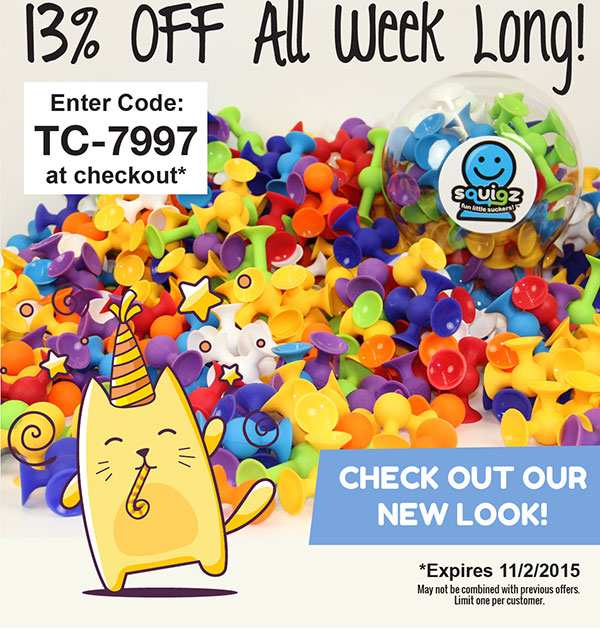 13% OFF All Week Long!
Enter Code:
TC-7997
at checkout*
squigz
fun little suckers!
CHECK OUT OUR
NEW LOOK!
*Expires 11/2/2015
May not be combined with previous offers.
Limit one per customer.